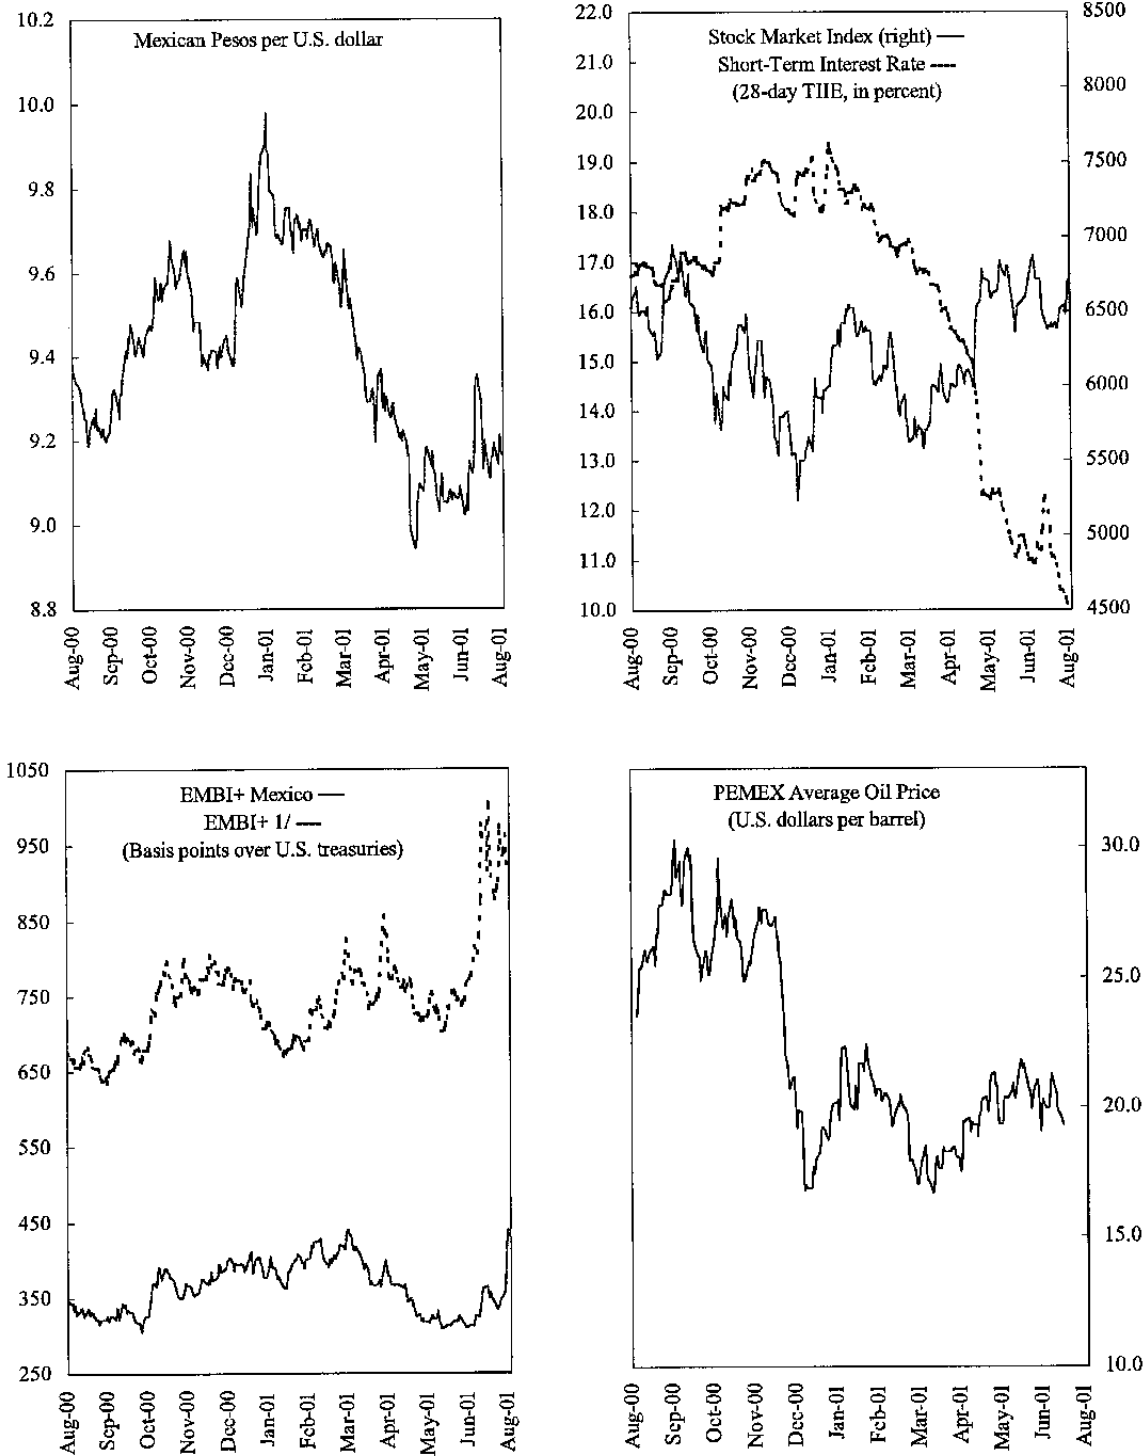 Mexican Pesos per U.S. dollar
10.2
10.0
9.8
9.6
9.4
9.2
9.0
8.8
Aug-00
Sep-00
Oct-00
Nov-00
Dec-00
Jan-01
Feb-01
Mar-01
Apr-01
May-01
Jun-01
Aug-01
Stock Market Index (right)
Short-Term Interest Rate
(28-day TIIE, in percent)
22.0
21.0
20.0
19.0
18.0
17.0
16.0
15.0
14.0
13.0
12.0
11.0
10.0
8500
8000
7500
7000
6500
6000
5500
5000
4500
Aug-00
Sep-00
Oct-00
Nov-00
Dec-00
Jan-01
Feb-01
Mar-01
Apr-01
May-01
Jun-01
Aug-01
EMBI+ Mexico
EMBI+ 1/
(Basis points over U.S. treasuries)
1050
950
850
750
650
550
450
350
250
Aug-00
Sep-00
Oct-00
Nov-00
Dec-00
Jan-01
Feb-01
Mar-01
Apr-01
May-01
Jun-01
Aug-01
PEMEX Average Oil Price
(U.S. dollars per barrel)
30.0
25.0
20.0
15.0
10.0
Aug-00
Sep-00
Oct-00
Nov-00
Dec-00
Jan-01
Feb-01
Mar-01
Apr-01
May-01
Jun-01
Aug-01